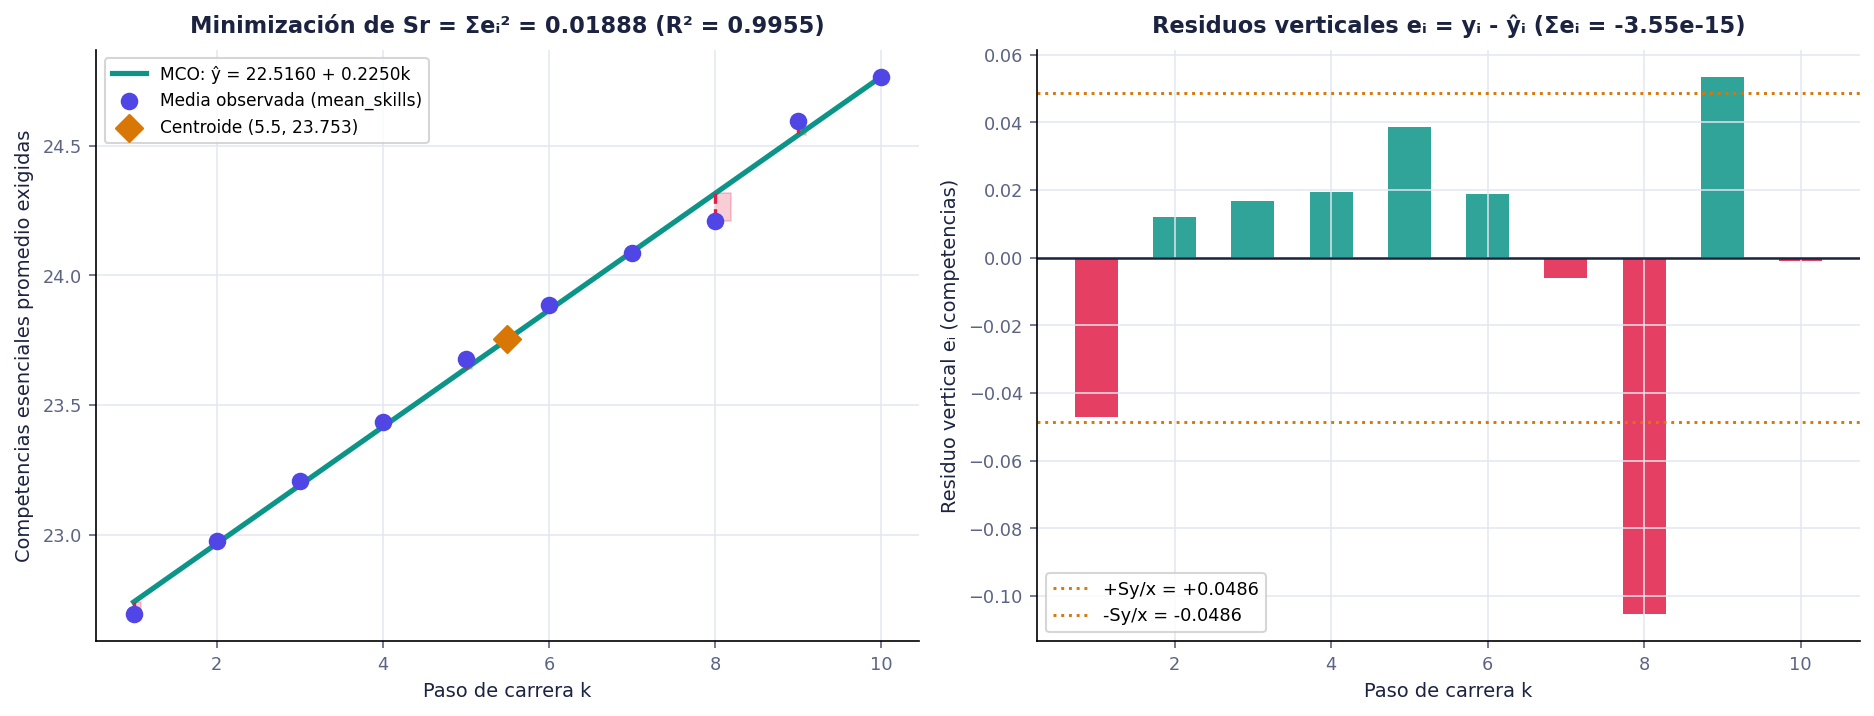 Minimización de Sr = Σeᵢ² = 0.01888 (R² = 0.9955)
MCO: ŷ = 22.5160 + 0.2250k
Media observada (mean_skills)
Centroide (5.5, 23.753)
Competencias esenciales promedio exigidas
24.5
24.0
23.5
23.0
2
4
6
8
10
Paso de carrera k
Residuos verticales eᵢ = yᵢ - ŷᵢ (Σeᵢ = -3.55e-15)
Residuo vertical eᵢ (competencias)
0.06
0.04
0.02
0.00
−0.02
−0.04
−0.06
−0.08
−0.10
+Sy/x = +0.0486
-Sy/x = -0.0486
2
4
6
8
10
Paso de carrera k